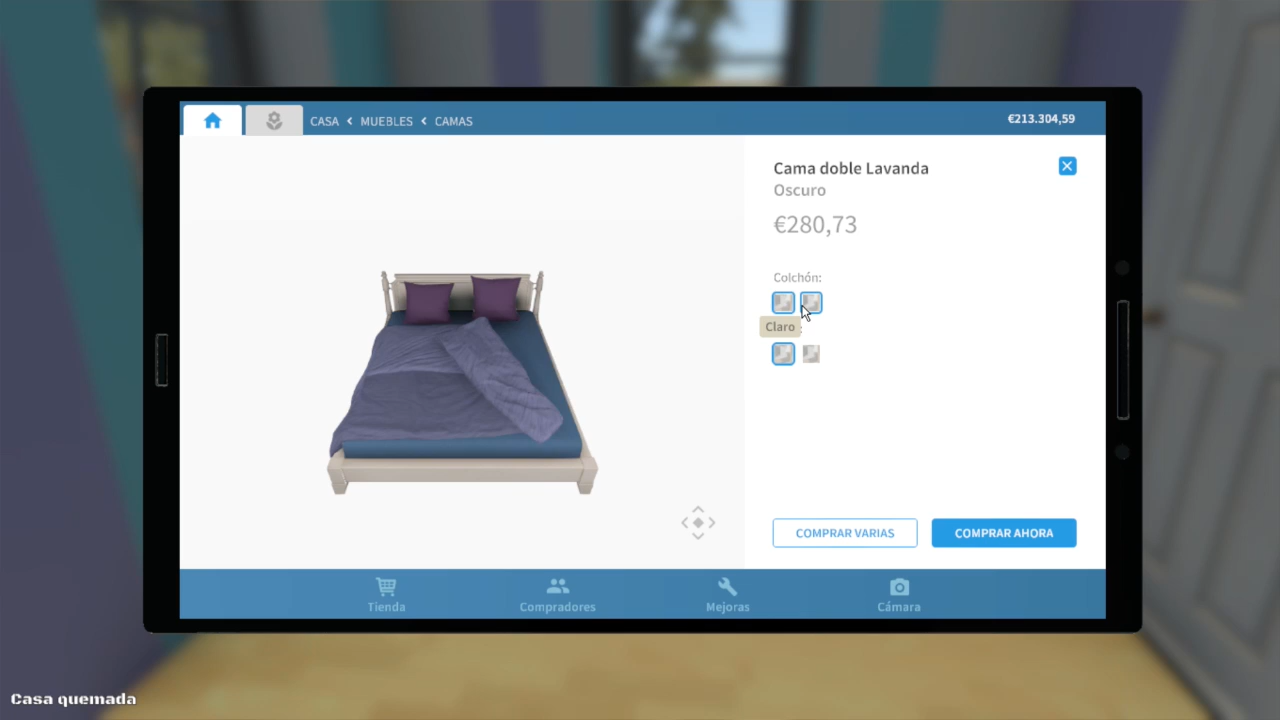 CASA < MUEBLES < CAMAS
€213.304,59
Cama doble Lavanda
Oscuro
€280,73
Colchón:
Claro
COMPRAR VARIAS
COMPRAR AHORA
Tienda
Compradores
Mejoras
Cámara
Casa quemada